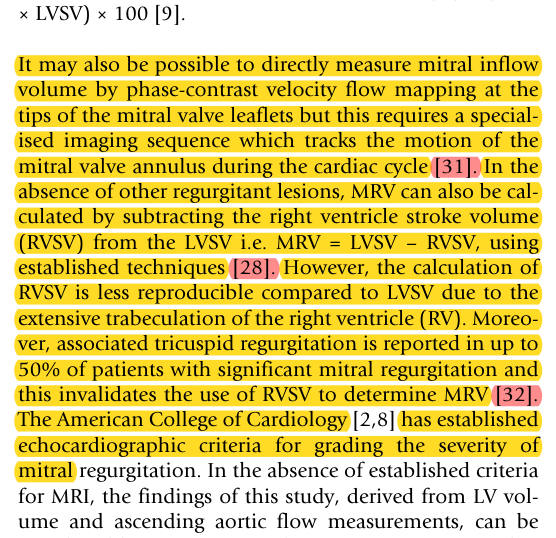 × LVSV) × 100 [9].
It may also be possible to directly measure mitral inflow
volume by phase-contrast velocity flow mapping at the
tips of the mitral valve leaflets but this requires a special-
ised imaging sequence which tracks the motion of the
mitral valve annulus during the cardiac cycle [31]. In the
absence of other regurgitant lesions, MRV can also be cal-
culated by subtracting the right ventricle stroke volume
(RVSV) from the LVSV i.e. MRV = LVSV – RVSV, using
established techniques [28]. However, the calculation of
RVSV is less reproducible compared to LVSV due to the
extensive trabeculation of the right ventricle (RV). Moreo-
ver, associated tricuspid regurgitation is reported in up to
50% of patients with significant mitral regurgitation and
this invalidates the use of RVSV to determine MRV [32].
The American College of Cardiology [2,8] has established
echocardiographic criteria for grading the severity of
mitral regurgitation. In the absence of established criteria
for MRI, the findings of this study, derived from LV vol-
ume and ascending aortic flow measurements, can be